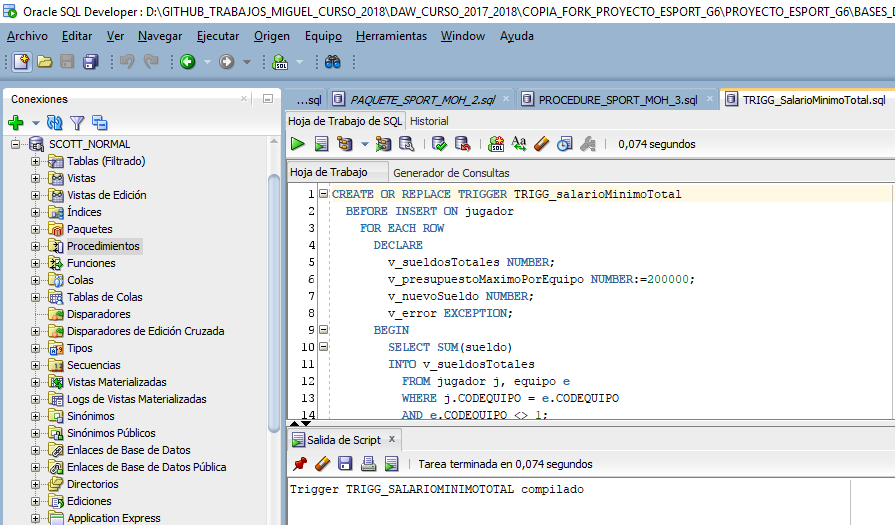 Oracle SQL Developer : D:\GITHUB_TRABAJOS_MIGUEL_CURSO_2018\DAW_CURSO_2017_2018\COPIA_FORK_PROYECTO_ESPORT_G6\PROYECTO_ESPORT_G6\BASES_D
Archivo Editar Ver Navegar Ejecutar Origen Equipo Herramientas Window Ayuda
Conexiones
SCOTT_NORMAL
Tablas (Filtrado)
Vistas
Vistas de Edición
Índices
Paquetes
Procedimientos
Funciones
Colas
Tablas de Colas
Disparadores
Disparadores de Edición Cruzada
Tipos
Secuencias
Vistas Materializadas
Logs de Vistas Materializadas
Sinónimos
Sinónimos Públicos
Enlaces de Base de Datos
Enlaces de Base de Datos Pública
Directorios
Ediciones
Application Express
...sql PAQUETE_SPORT_MOH_2.sql PROCEDURE_SPORT_MOH_3.sql TRIGG_SalarioMinimoTotal.sql
Hoja de Trabajo de SQL Historial
0,074 segundos
Hoja de Trabajo Generador de Consultas
1 CREATE OR REPLACE TRIGGER TRIGG_salarioMinimoTotal
2 BEFORE INSERT ON jugador
3 FOR EACH ROW
4 DECLARE
5 v_sueldosTotales NUMBER;
6 v_presupuestoMaximoPorEquipo NUMBER:=200000;
7 v_nuevoSueldo NUMBER;
8 v_error EXCEPTION;
9 BEGIN
10 SELECT SUM(sueldo)
11 INTO v_sueldosTotales
12 FROM jugador j, equipo e
13 WHERE j.CODEQUIPO = e.CODEQUIPO
14 AND e.CODEQUIPO <> 1;
Salida de Script x
Tarea terminada en 0,074 segundos
Trigger TRIGG_SALARIOMINIMOTOTAL compilado